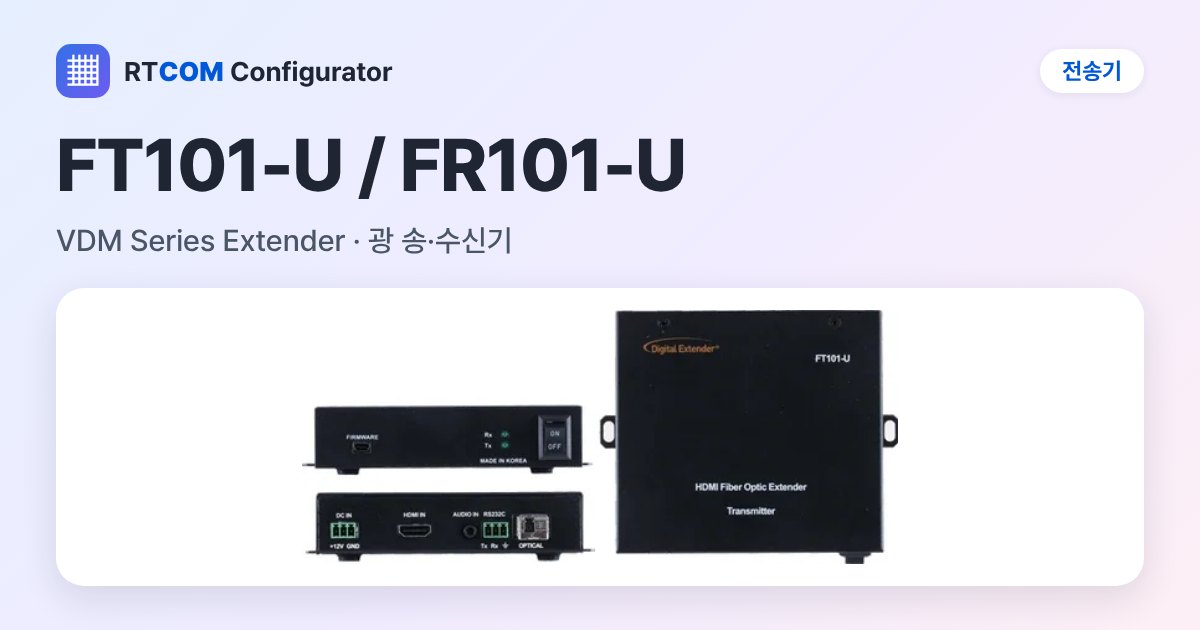 RTCOM Configurator
전송기
FT101-U / FR101-U
VDM Series Extender · 광 송·수신기
Digital Extender™
FT101-U
HDMI Fiber Optic Extender
Transmitter
FIRMWARE
Rx
Tx
ON
OFF
MADE IN KOREA
DC IN
HDMI IN
AUDIO IN
RS232C
+12V GND
Tx Rx
OPTICAL